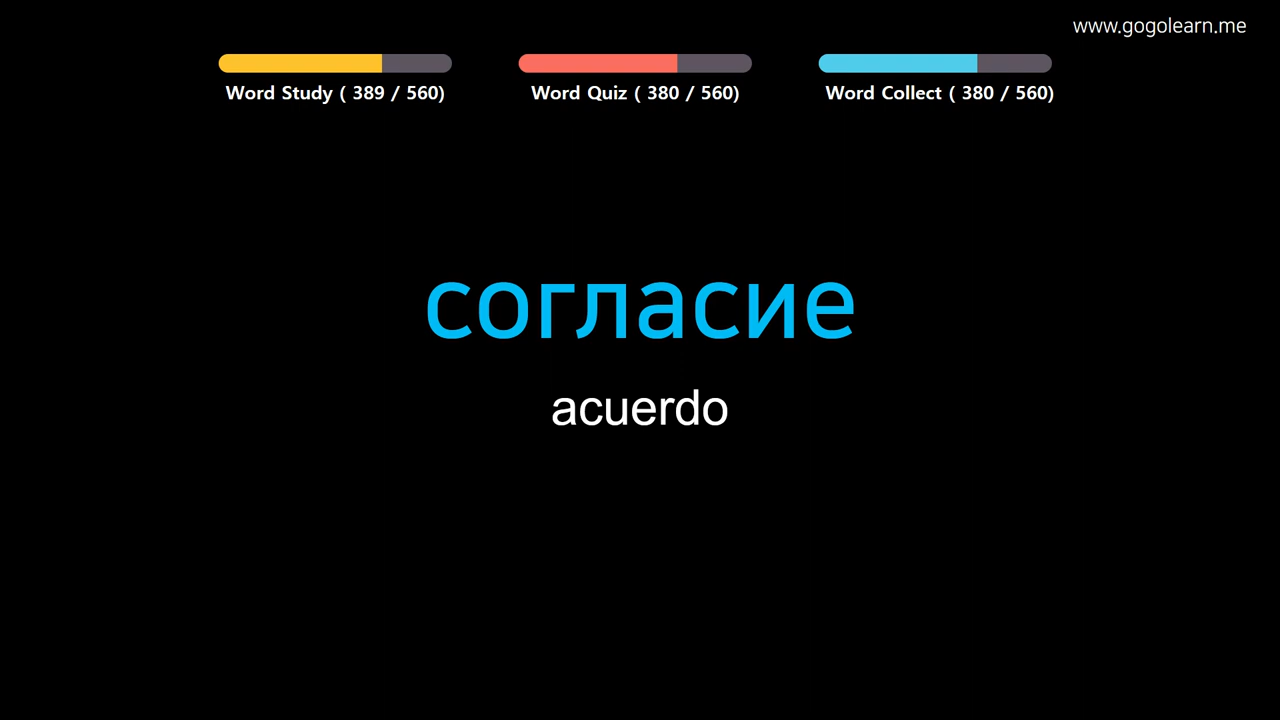 www.gogolearn.me
Word Study ( 389 / 560)
Word Quiz ( 380 / 560)
Word Collect ( 380 / 560)
согласие
acuerdo